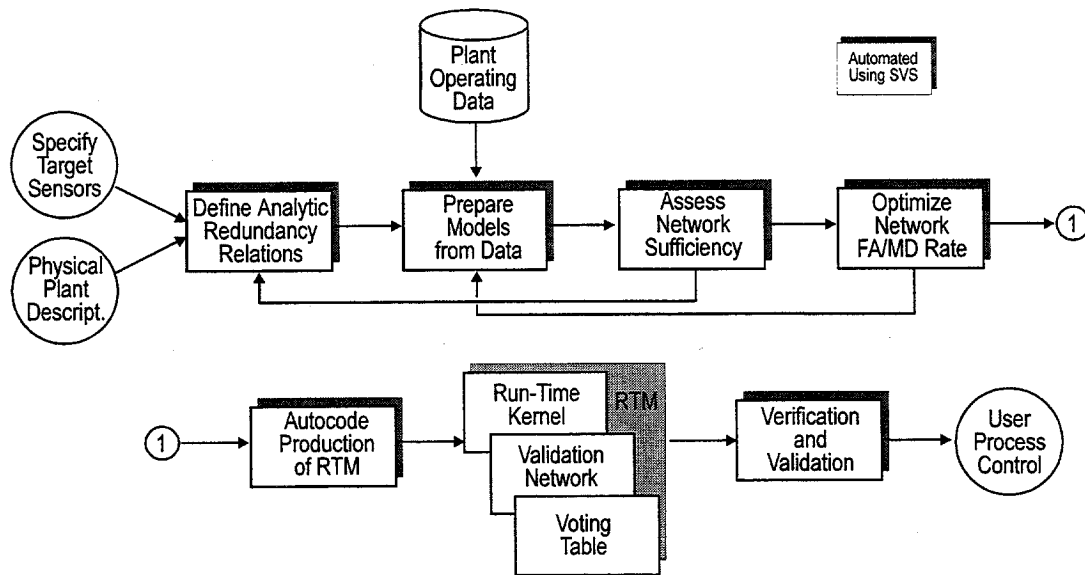 Plant
Operating
Data
Automated
Using SVS
Specify
Target
Sensors
Physical
Plant
Descript.
Define Analytic
Redundancy
Relations
Prepare
Models
from Data
Assess
Network
Sufficiency
Optimize
Network
FA/MD Rate
1
1
Autocode
Production
of RTM
Run-Time
Kernel
RTM
Validation
Network
Voting
Table
Verification
and
Validation
User
Process
Control